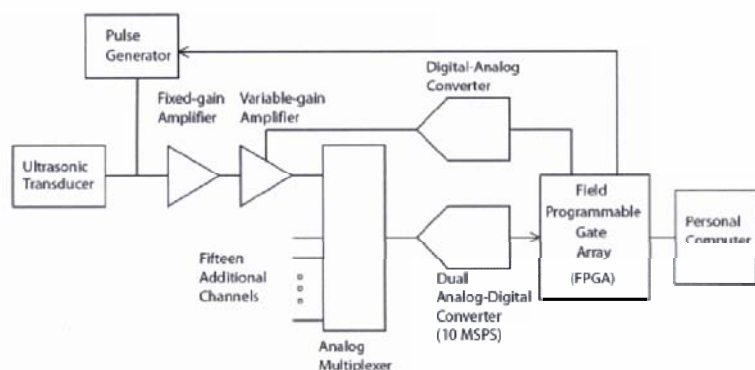 Pulse
Generator
Digital-Analog
Converter
Fixed-gain
Amplifier
Variable-gain
Amplifier
Ultrasonic
Transducer
Field
Programmable
Gate
Array
(FPGA)
Personal
Computer
Fifteen
Additional
Channels
Dual
Analog-Digital
Converter
(10 MSPS)
Analog
Multiplexer